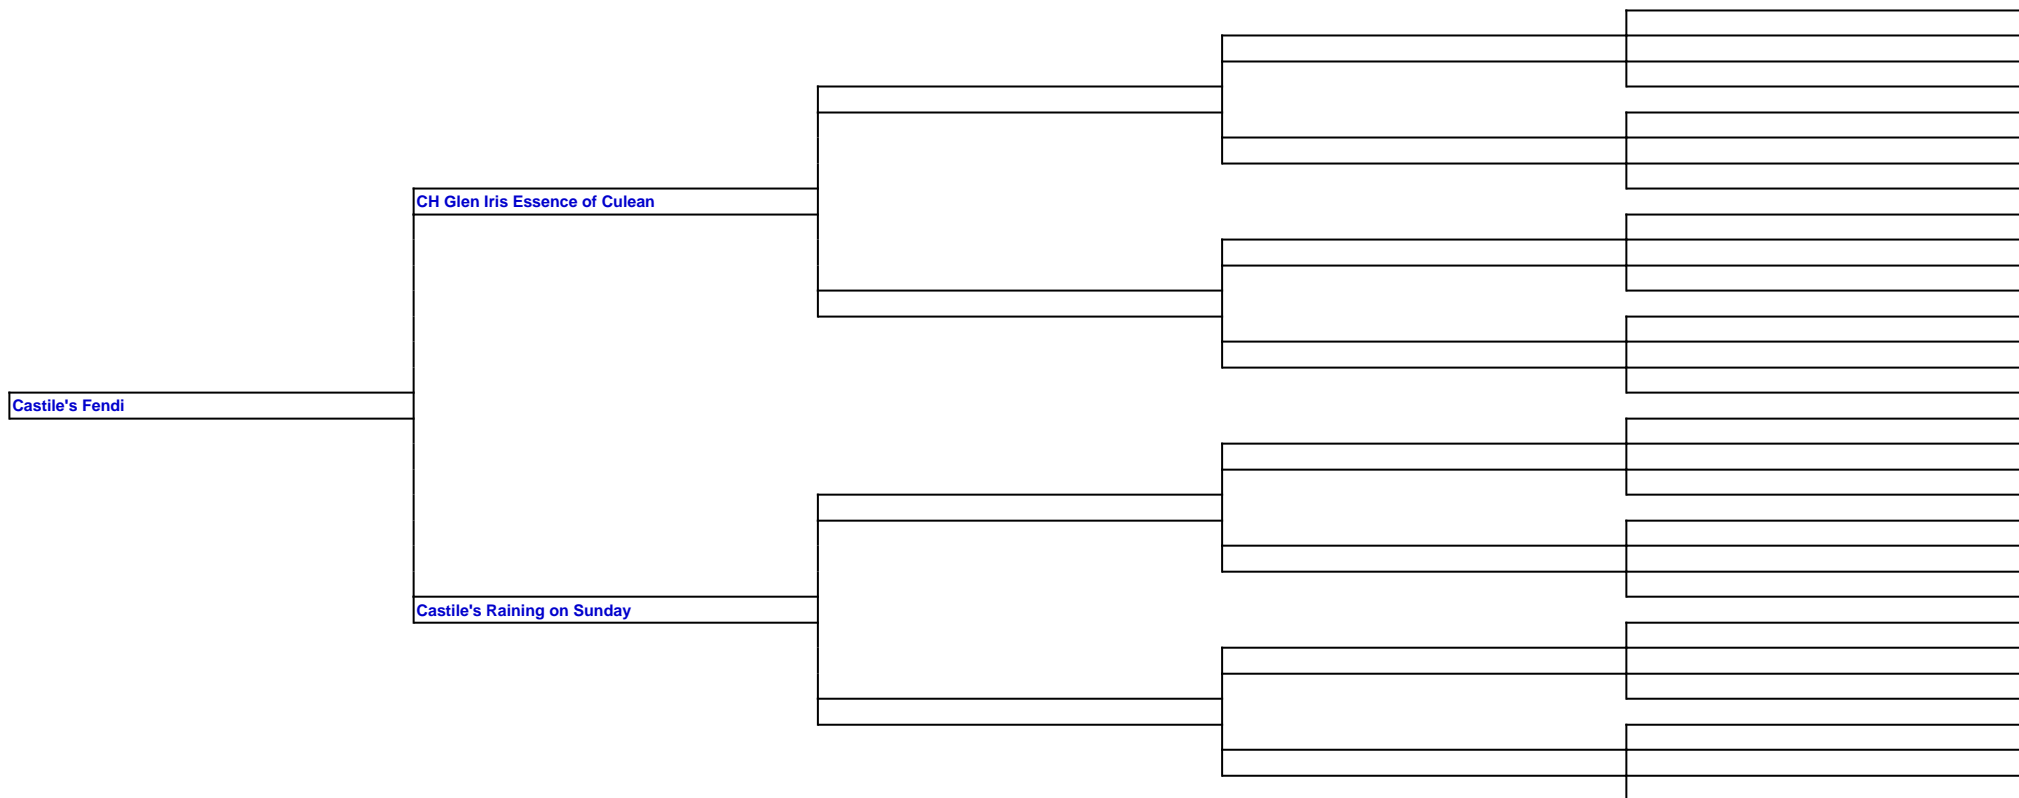 CH Glen Iris Essence of Culean
Castile's Fendi
Castile's Raining on Sunday